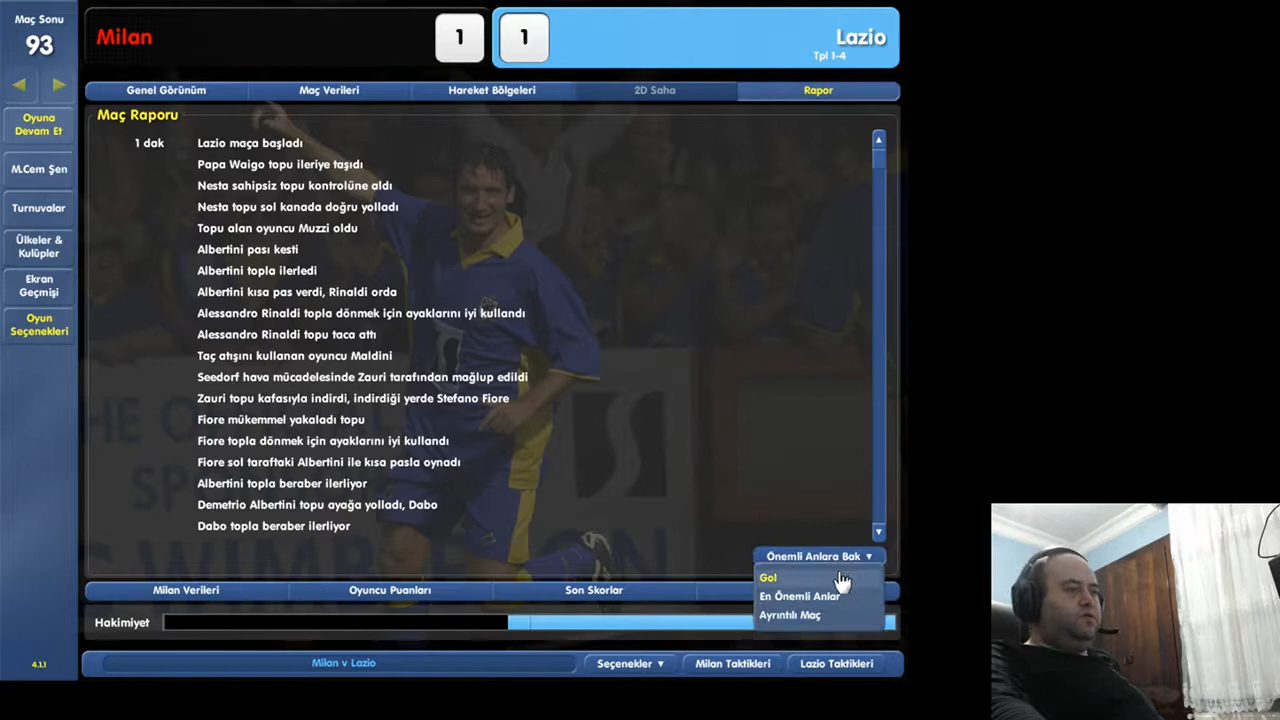 Maç Sonu
93
Milan
1
1
Lazio
Tpl 1-4
Genel Görünüm
Maç Verileri
Hareket Bölgeleri
2D Saha
Rapor
Oyuna
Devam Et
M.Cem Şen
Turnuvalar
Ülkeler &
Kulüpler
Ekran
Geçmişi
Oyun
Seçenekleri
4.1.1
Maç Raporu
1 dak Lazio maça başladı
Papa Waigo topu ileriye taşıdı
Nesta sahipsiz topu kontrolüne aldı
Nesta topu sol kanada doğru yolladı
Topu alan oyuncu Muzzi oldu
Albertini pası kesti
Albertini topla ilerledi
Albertini kısa pas verdi, Rinaldi orda
Alessandro Rinaldi topla dönmek için ayaklarını iyi kullandı
Alessandro Rinaldi topu taca attı
Taç atışını kullanan oyuncu Maldini
Seedorf hava mücadelesinde Zauri tarafından mağlup edildi
Zauri topu kafasıyla indirdi, indirdiği yerde Stefano Fiore
Fiore mükemmel yakaladı topu
Fiore topla dönmek için ayaklarını iyi kullandı
Fiore sol taraftaki Albertini ile kısa pasla oynadı
Albertini topla beraber ilerliyor
Demetrio Albertini topu ayağa yolladı, Dabo
Dabo topla beraber ilerliyor
Önemli Anlara Bak
Gol
En Önemli Anlar
Ayrıntılı Maç
Milan Verileri
Oyuncu Puanları
Son Skorlar
Hakimiyet
Milan v Lazio
Seçenekler
Milan Taktikleri
Lazio Taktikleri